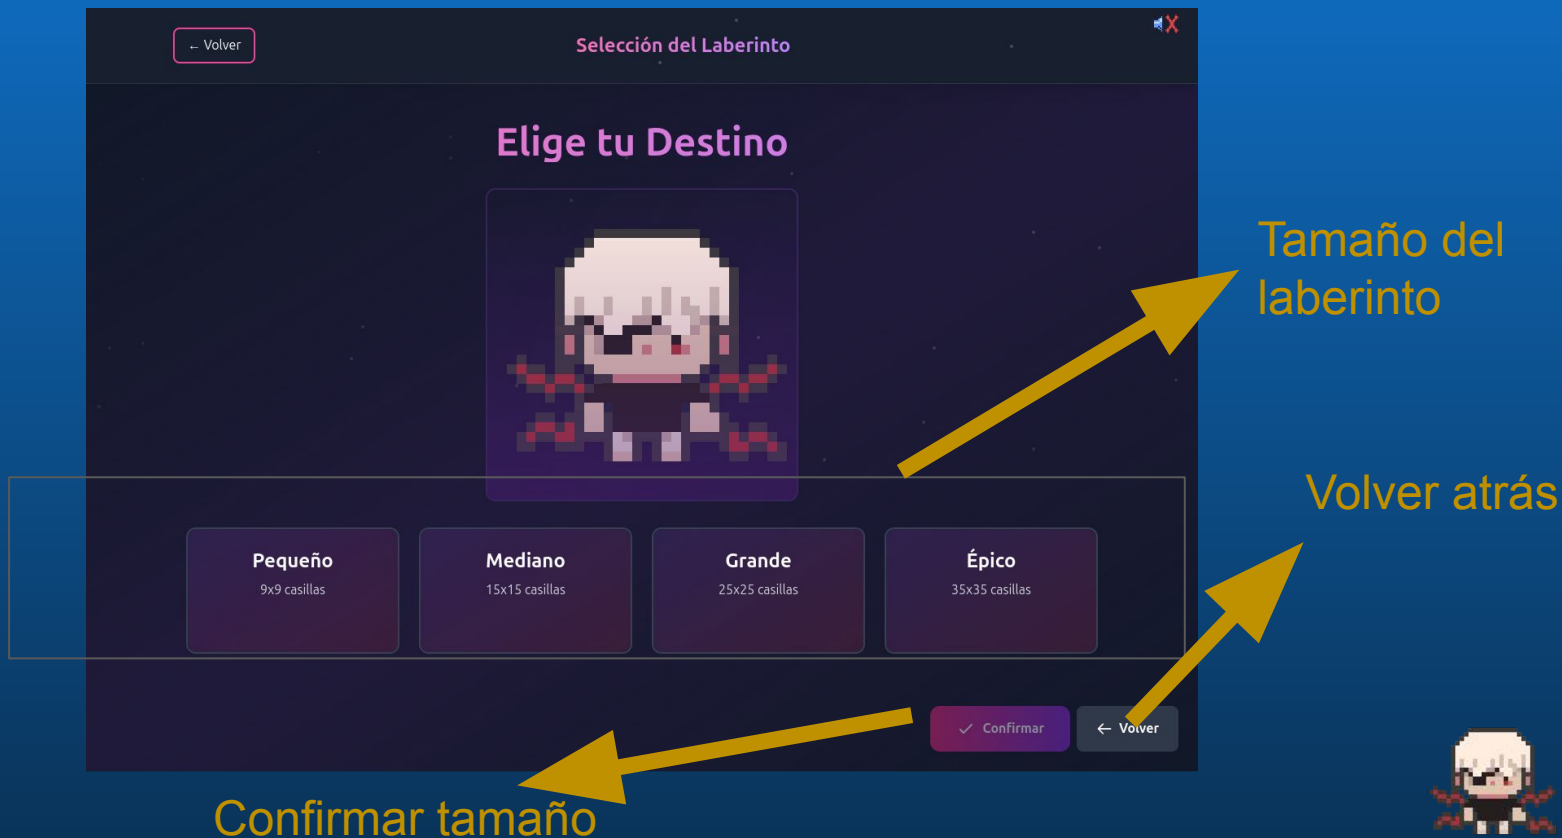 ← Volver
Selección del Laberinto
Elige tu Destino
Tamaño del
laberinto
Volver atrás
Pequeño
9x9 casillas
Mediano
15x15 casillas
Grande
25x25 casillas
Épico
35x35 casillas
✓ Confirmar
← Volver
Confirmar tamaño